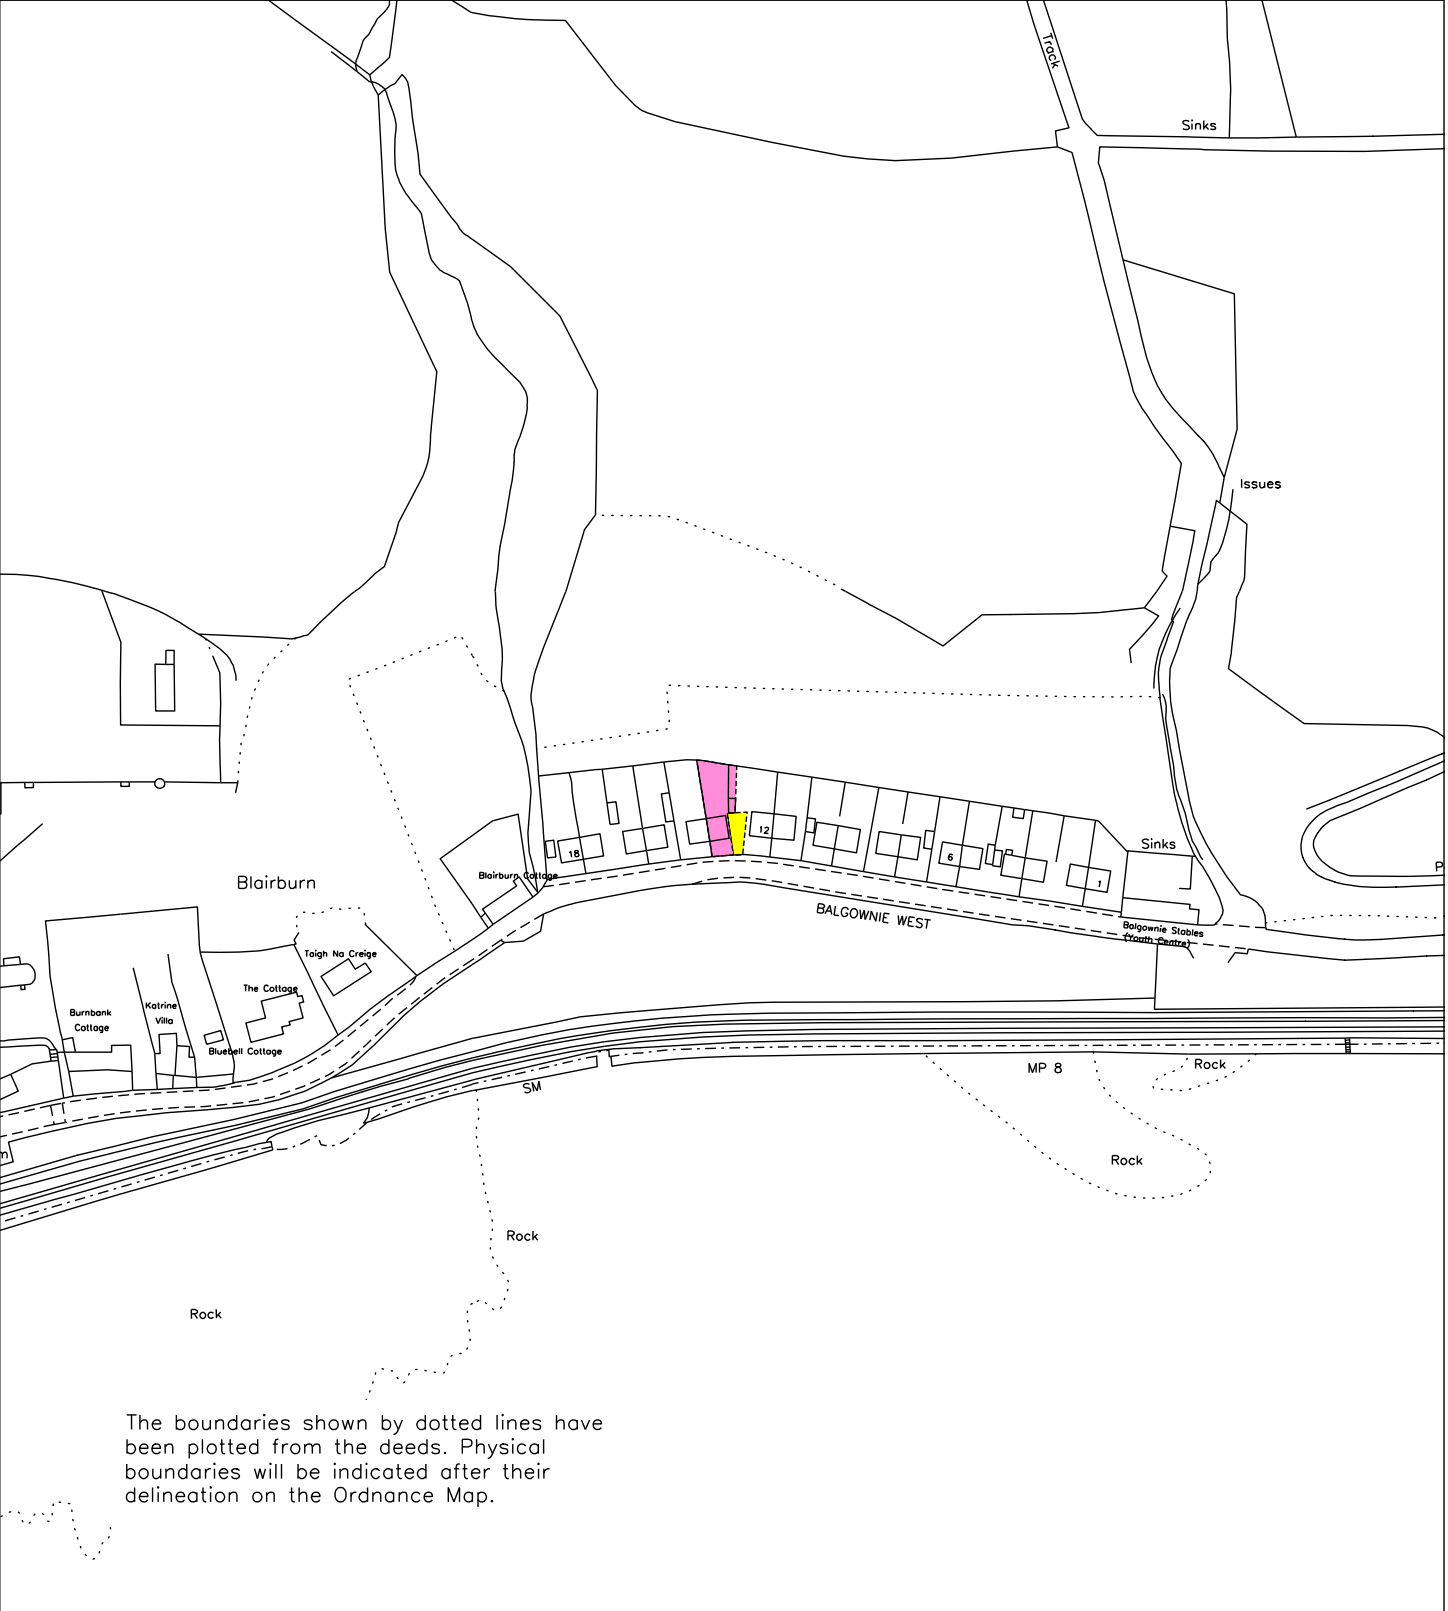 Track
Sinks
Issues
12
18
6
1
Sinks
Blairburn Cottage
Blairburn
BALGOWNIE WEST
Balgownie Stables
(Youth Centre)
P
Taigh Na Creige
The Cottage
Katrine
Villa
Burnbank
Cottage
Bluebell Cottage
MP 8
Rock
SM
m
Rock
Rock
Rock
The boundaries shown by dotted lines have
been plotted from the deeds. Physical
boundaries will be indicated after their
delineation on the Ordnance Map.